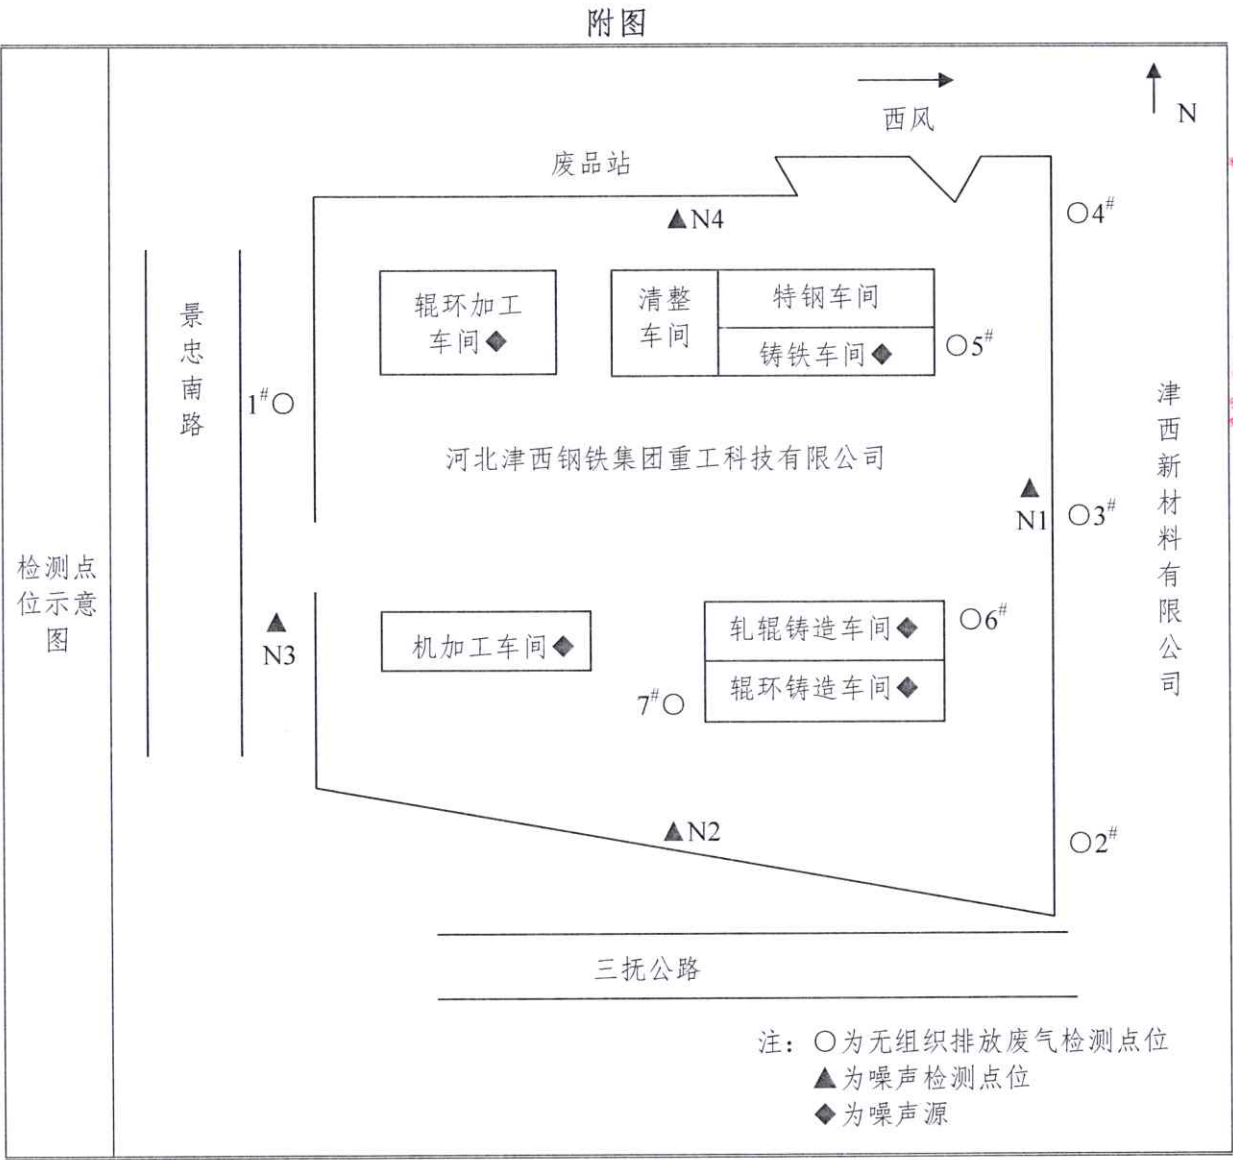 附图
检测点
位示意
图
西风
N
废品站
▲N4
○4#
景忠南路
辊环加工
车间◆
清整
车间
特钢车间
铸铁车间◆
○5#
1#○
河北津西钢铁集团重工科技有限公司
▲
N1
○3#
津西新材料有限公司
▲
N3
机加工车间◆
轧辊铸造车间◆
辊环铸造车间◆
○6#
7#○
▲N2
○2#
三抚公路
注：○为无组织排放废气检测点位
▲为噪声检测点位
◆为噪声源